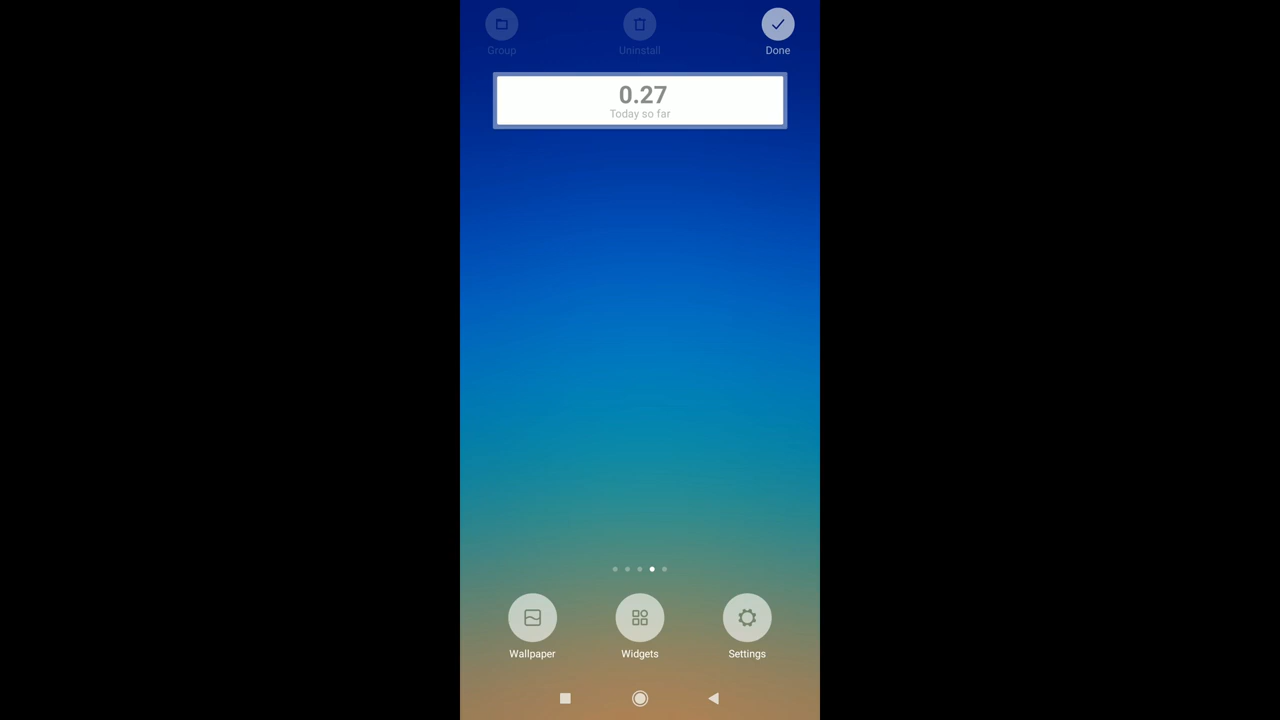 Group
Uninstall
Done
0.27
Today so far
Wallpaper
Widgets
Settings